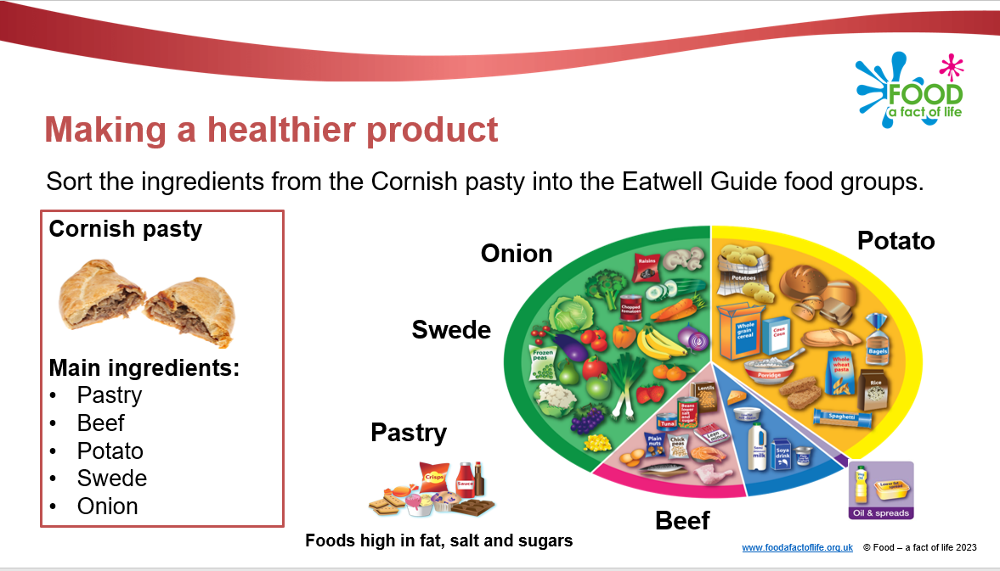 FOOD
a fact of life
Making a healthier product
Sort the ingredients from the Cornish pasty into the Eatwell Guide food groups.
Cornish pasty
Main ingredients:
• Pastry
• Beef
• Potato
• Swede
• Onion
Onion
Potato
Swede
Pastry
Beef
Raisins
Potatoes
Chopped
tomatoes
Frozen
peas
Whole
grain
cereal
Cous
Cous
Porridge
Whole
wheat
pasta
Bagels
Rice
Spaghetti
Lentils
Beans
lower
salt
and
sugar
Tuna
Plain
nuts
Chick
peas
Lean
mince
milk
Soya
drink
Crisps
Sauce
Veg
Oil
Lower fat
spread
Oil & spreads
Foods high in fat, salt and sugars
www.foodafactoflife.org.uk © Food – a fact of life 2023